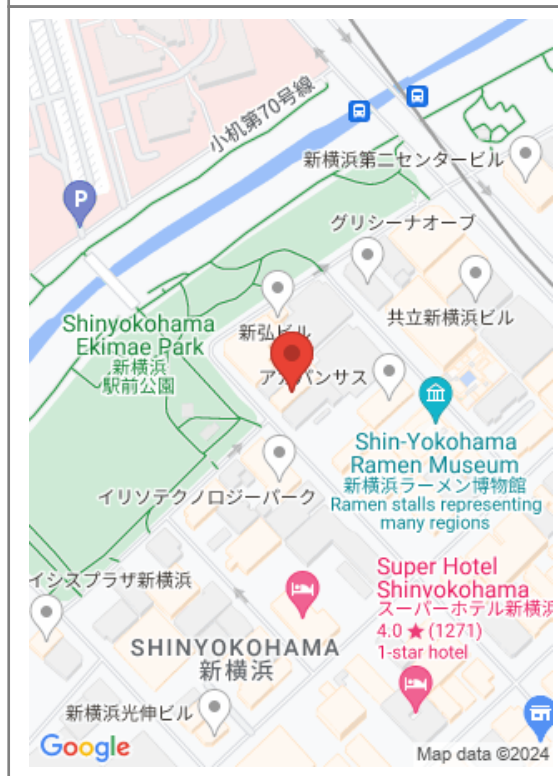 小机第70号線
新横浜第二センタービル
P
グリシーナオーブ
Shinyokohama
Ekimae Park
新横浜
駅前公園
新弘ビル
共立新横浜ビル
Shin-Yokohama
Ramen Museum
新横浜ラーメン博物館
Ramen stalls representing
many regions
イリソテクノロジーパーク
Super Hotel
Shinyokohama
スーパーホテル新横浜
4.0 ★ (1271)
1-star hotel
イシスプラザ新横浜
SHINYOKOHAMA
新横浜
新横浜光伸ビル
Google
Map data ©2024